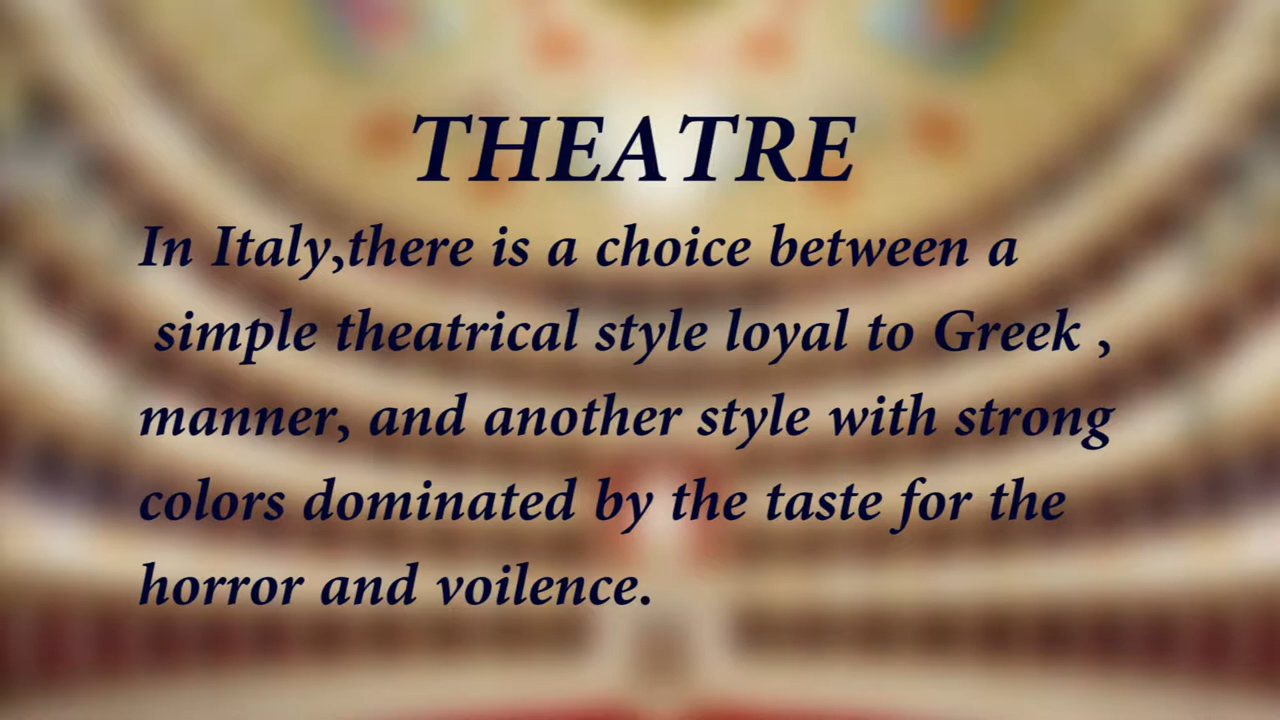 THEATRE
In Italy,there is a choice between a
simple theatrical style loyal to Greek ,
manner, and another style with strong
colors dominated by the taste for the
horror and voilence.